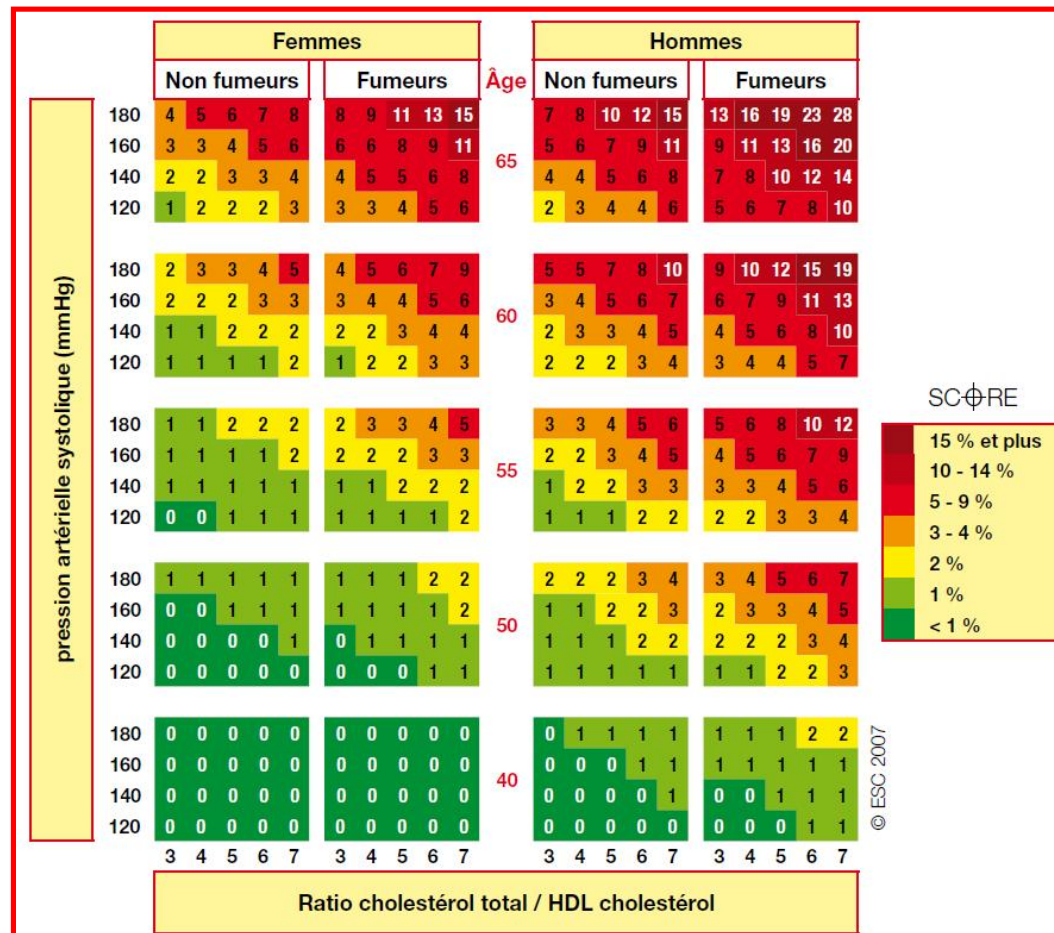 Femmes Hommes
Non fumeurs Fumeurs Âge Non fumeurs Fumeurs
pression artérielle systolique (mmHg)
180 4 5 6 7 8 8 9 11 13 15 7 8 10 12 15 13 16 19 23 28
160 3 3 4 5 6 6 6 8 9 11 5 6 7 9 11 9 11 13 16 20
65
140 2 2 3 3 4 4 5 5 6 8 4 4 5 6 8 7 8 10 12 14
120 1 2 2 2 3 3 3 4 5 6 2 3 4 4 6 5 6 7 8 10
180 2 3 3 4 5 4 5 6 7 9 5 5 7 8 10 9 10 12 15 19
160 2 2 2 3 3 3 4 4 5 6 3 4 5 6 7 6 7 9 11 13
60
140 1 1 2 2 2 2 2 3 4 4 2 3 3 4 5 4 5 6 8 10
120 1 1 1 1 2 1 2 2 3 3 2 2 2 3 4 3 4 4 5 7
180 1 1 2 2 2 2 3 3 4 5 3 3 4 5 6 5 6 8 10 12
160 1 1 1 1 2 2 2 2 3 3 2 2 3 4 5 4 5 6 7 9
55
140 1 1 1 1 1 1 1 2 2 2 1 2 2 3 3 3 3 4 5 6
120 0 0 1 1 1 1 1 1 1 2 1 1 1 2 2 2 2 3 3 4
180 1 1 1 1 1 1 1 1 2 2 2 2 2 3 4 3 4 5 6 7
160 0 0 1 1 1 1 1 1 1 2 1 1 2 2 3 2 3 3 4 5
50
140 0 0 0 0 1 0 1 1 1 1 1 1 1 2 2 2 2 2 3 4
120 0 0 0 0 0 0 0 0 1 1 1 1 1 1 1 1 1 2 2 3
180 0 0 0 0 0 0 0 0 0 0 0 1 1 1 1 1 1 1 2 2
160 0 0 0 0 0 0 0 0 0 0 0 0 0 1 1 1 1 1 1 1
40
140 0 0 0 0 0 0 0 0 0 0 0 0 0 0 1 0 0 1 1 1
120 0 0 0 0 0 0 0 0 0 0 0 0 0 0 0 0 0 0 1 1
3 4 5 6 7 3 4 5 6 7 3 4 5 6 7 3 4 5 6 7
Ratio cholestérol total / HDL cholestérol
© ESC 2007
SCORE
15 % et plus
10 - 14 %
5 - 9 %
3 - 4 %
2 %
1 %
< 1 %